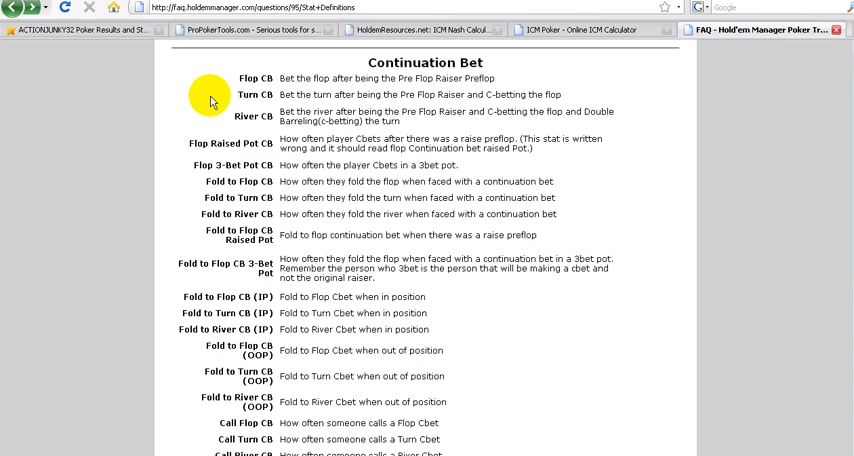 http://faq.holdemmanager.com/questions/95/Stat+Definitions
Google
ACTIONJUNKY32 Poker Results and St...
ProPokerTools.com - Serious tools for s...
HoldemResources.net: ICM Nash Calcul...
ICM Poker - Online ICM Calculator
FAQ - Hold'em Manager Poker Tr...
Continuation Bet
Flop CB Bet the flop after being the Pre Flop Raiser Preflop
Turn CB Bet the turn after being the Pre Flop Raiser and C-betting the flop
River CB Bet the river after being the Pre Flop Raiser and C-betting the flop and Double
Barreling(c-betting) the turn
Flop Raised Pot CB How often player Cbets after there was a raise preflop. (This stat is written
wrong and it should read flop Continuation bet raised Pot.)
Flop 3-Bet Pot CB How often the player Cbets in a 3bet pot.
Fold to Flop CB How often they fold the flop when faced with a continuation bet
Fold to Turn CB How often they fold the turn when faced with a continuation bet
Fold to River CB How often they fold the river when faced with a continuation bet
Fold to Flop CB
Raised Pot Fold to flop continuation bet when there was a raise preflop
Fold to Flop CB 3-Bet
Pot How often they fold the flop when faced with a continuation bet in a 3bet pot.
Remember the person who 3bet is the person that will be making a cbet and
not the original raiser.
Fold to Flop CB (IP) Fold to Flop Cbet when in position
Fold to Turn CB (IP) Fold to Turn Cbet when in position
Fold to River CB (IP) Fold to River Cbet when in position
Fold to Flop CB
(OOP) Fold to Flop Cbet when out of position
Fold to Turn CB
(OOP) Fold to Turn Cbet when out of position
Fold to River CB
(OOP) Fold to River Cbet when out of position
Call Flop CB How often someone calls a Flop Cbet
Call Turn CB How often someone calls a Turn Cbet
Call River CB How often someone calls a River Cbet